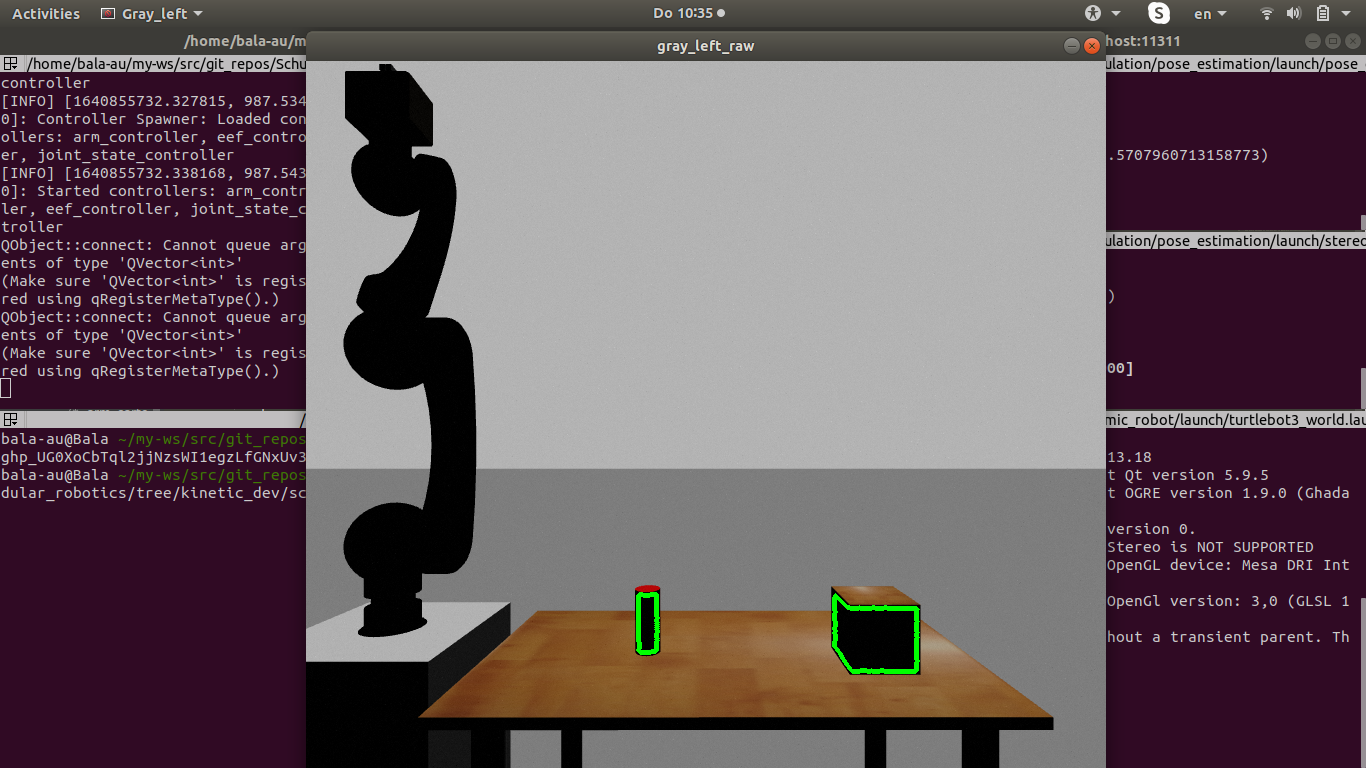 Activities Gray_left Do 10:35 en
/home/bala-au/m
gray_left_raw
host:11311
/home/bala-au/my-ws/src/git_repos/Schu
controller
[INFO] [1640855732.327815, 987.534
0]: Controller Spawner: Loaded con
ollers: arm_controller, eef_contro
er, joint_state_controller
[INFO] [1640855732.338168, 987.543
0]: Started controllers: arm_contr
ler, eef_controller, joint_state_c
troller
QObject::connect: Cannot queue arg
ents of type 'QVector<int>'
(Make sure 'QVector<int>' is regis
red using qRegisterMetaType().)
QObject::connect: Cannot queue arg
ents of type 'QVector<int>'
(Make sure 'QVector<int>' is regis
red using qRegisterMetaType().)
bala-au@Bala ~/my-ws/src/git_repos
ghp_UG0XoCbTql2jjNzsWI1egzLfGNxUv3
bala-au@Bala ~/my-ws/src/git_repos
dular_robotics/tree/kinetic_dev/sc
ulation/pose_estimation/launch/pose_
.5707960713158773)
ulation/pose_estimation/launch/stereo
)
00]
mic_robot/launch/turtlebot3_world.lau
13.18
t Qt version 5.9.5
t OGRE version 1.9.0 (Ghada
version 0.
Stereo is NOT SUPPORTED
OpenGL device: Mesa DRI Int
OpenGl version: 3,0 (GLSL 1
hout a transient parent. Th